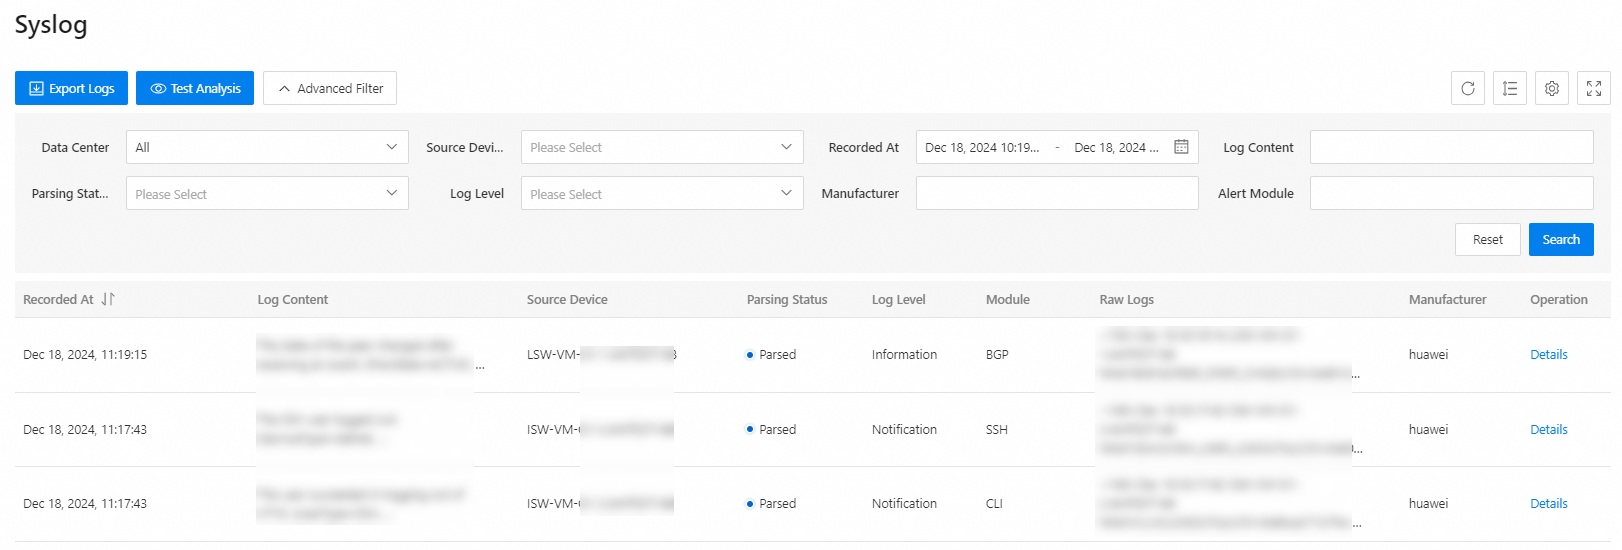 Syslog
Export Logs Test Analysis Advanced Filter
Data Center All Source Devi... Please Select Recorded At Dec 18, 2024 10:19... - Dec 18, 2024 ... Log Content
Parsing Stat... Please Select Log Level Please Select Manufacturer Alert Module
Reset Search
Recorded At Log Content Source Device Parsing Status Log Level Module Raw Logs Manufacturer Operation
Dec 18, 2024, 11:19:15 ... LSW-VM- Parsed Information BGP ... huawei Details
Dec 18, 2024, 11:17:43 ISW-VM- Parsed Notification SSH ... huawei Details
Dec 18, 2024, 11:17:43 ISW-VM- Parsed Notification CLI ... huawei Details